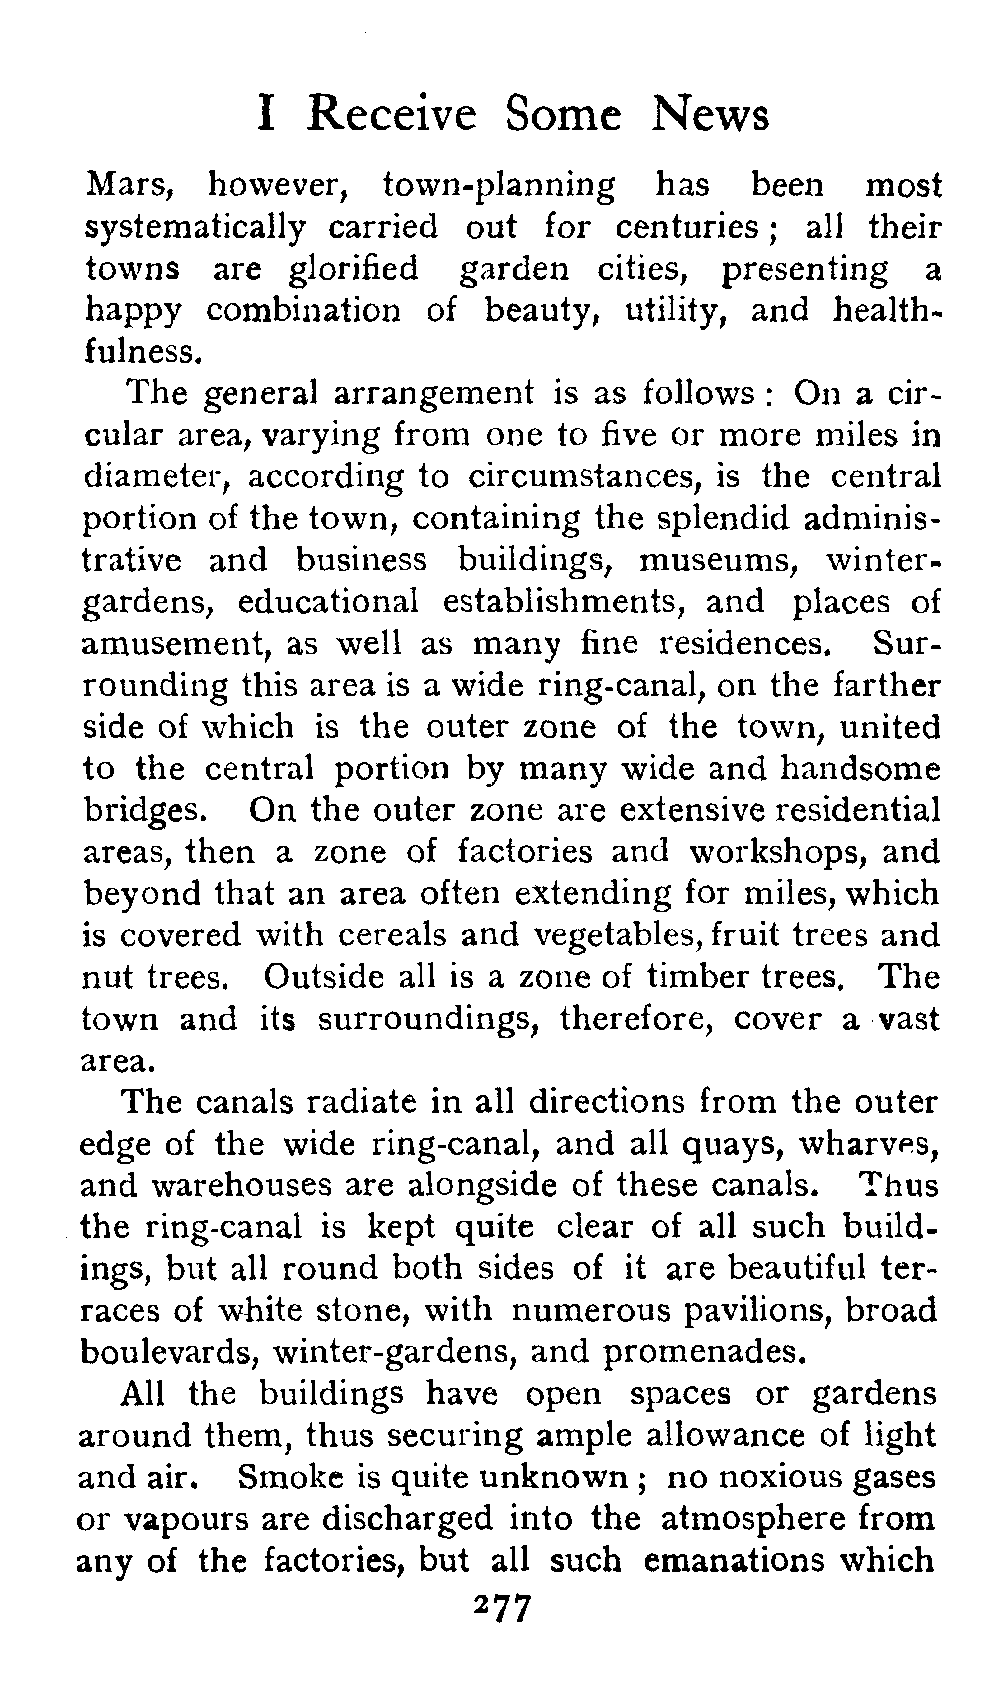 I Receive Some News
Mars, however, town-planning has been most
systematically carried out for centuries ; all their
towns are glorified garden cities, presenting a
happy combination of beauty, utility, and health-
fulness.
The general arrangement is as follows : On a cir-
cular area, varying from one to five or more miles in
diameter, according to circumstances, is the central
portion of the town, containing the splendid adminis-
trative and business buildings, museums, winter-
gardens, educational establishments, and places of
amusement, as well as many fine residences. Sur-
rounding this area is a wide ring-canal, on the farther
side of which is the outer zone of the town, united
to the central portion by many wide and handsome
bridges. On the outer zone are extensive residential
areas, then a zone of factories and workshops, and
beyond that an area often extending for miles, which
is covered with cereals and vegetables, fruit trees and
nut trees. Outside all is a zone of timber trees. The
town and its surroundings, therefore, cover a vast
area.
The canals radiate in all directions from the outer
edge of the wide ring-canal, and all quays, wharves,
and warehouses are alongside of these canals. Thus
the ring-canal is kept quite clear of all such build-
ings, but all round both sides of it are beautiful ter-
races of white stone, with numerous pavilions, broad
boulevards, winter-gardens, and promenades.
All the buildings have open spaces or gardens
around them, thus securing ample allowance of light
and air. Smoke is quite unknown ; no noxious gases
or vapours are discharged into the atmosphere from
any of the factories, but all such emanations which
277